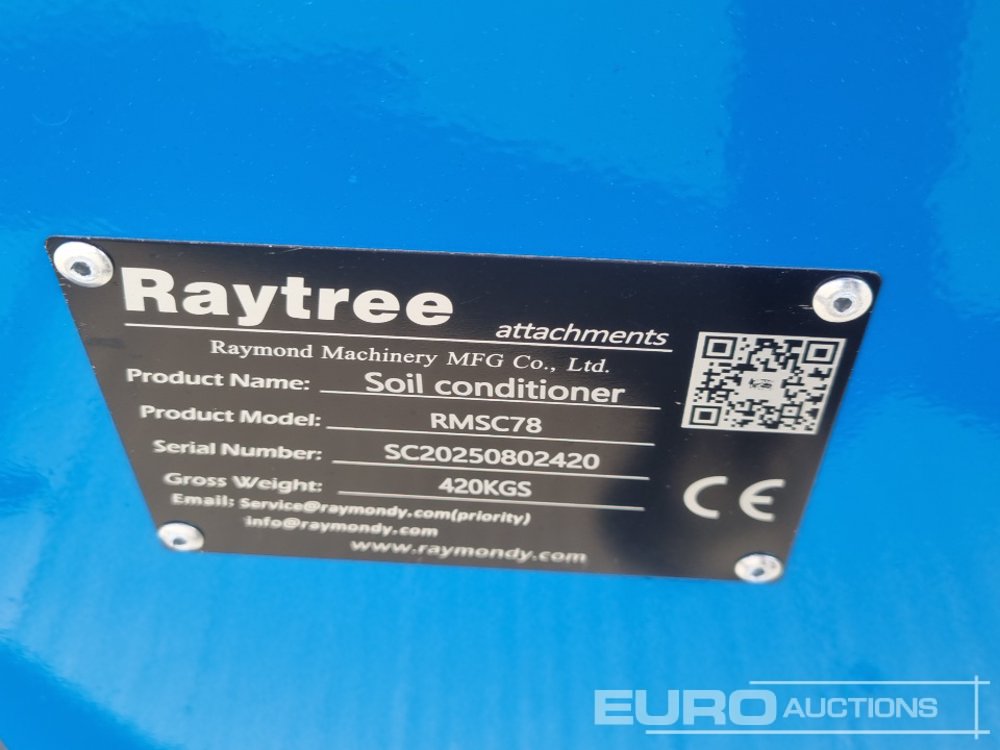 Raytree
attachments
Raymond Machinery MFG Co., Ltd.
Product Name: Soil conditioner
Product Model: RMSC78
Serial Number: SC20250802420
Gross Weight: 420KGS
Email: Service@raymondy.com(priority)
info@raymondy.com
www.raymondy.com
CE
EURO AUCTIONS